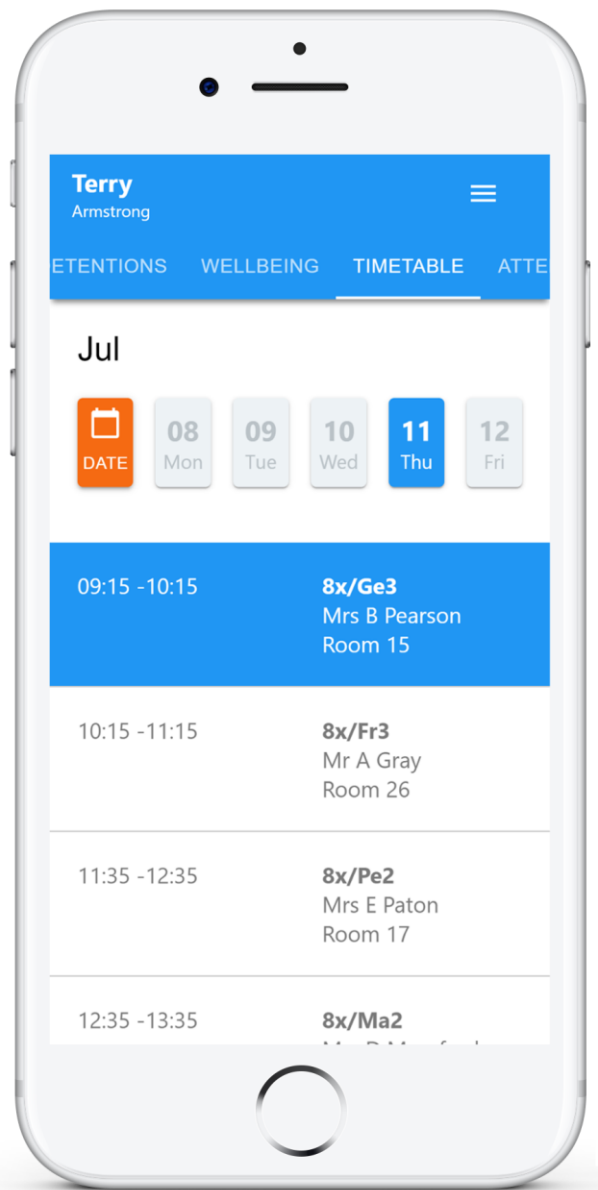 Terry
Armstrong
ETENTIONS WELLBEING TIMETABLE ATTE
Jul
DATE
08 Mon
09 Tue
10 Wed
11 Thu
12 Fri
09:15 -10:15 8x/Ge3
Mrs B Pearson
Room 15
10:15 -11:15 8x/Fr3
Mr A Gray
Room 26
11:35 -12:35 8x/Pe2
Mrs E Paton
Room 17
12:35 -13:35 8x/Ma2